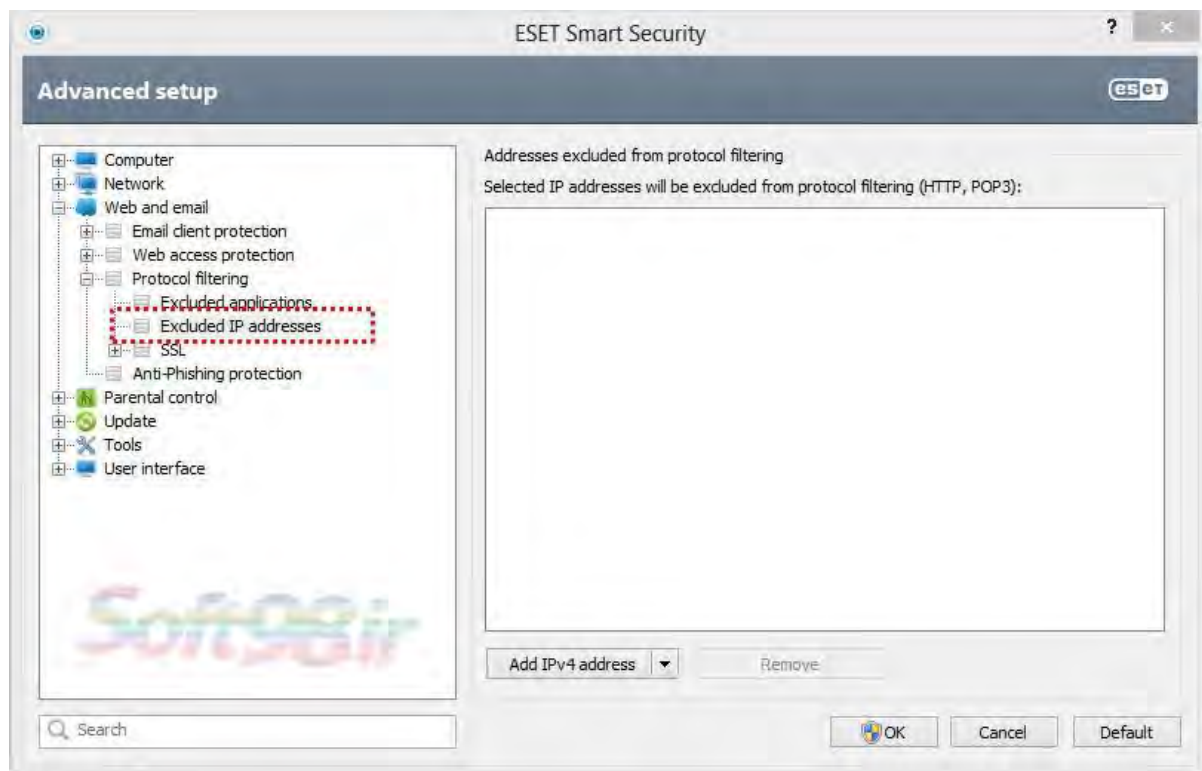 ESET Smart Security
?
Advanced setup
eset
Computer
Network
Web and email
Email client protection
Web access protection
Protocol filtering
Excluded applications
Excluded IP addresses
SSL
Anti-Phishing protection
Parental control
Update
Tools
User interface
Soft98.ir
Search
Addresses excluded from protocol filtering
Selected IP addresses will be excluded from protocol filtering (HTTP, POP3):
Add IPv4 address
Remove
OK
Cancel
Default